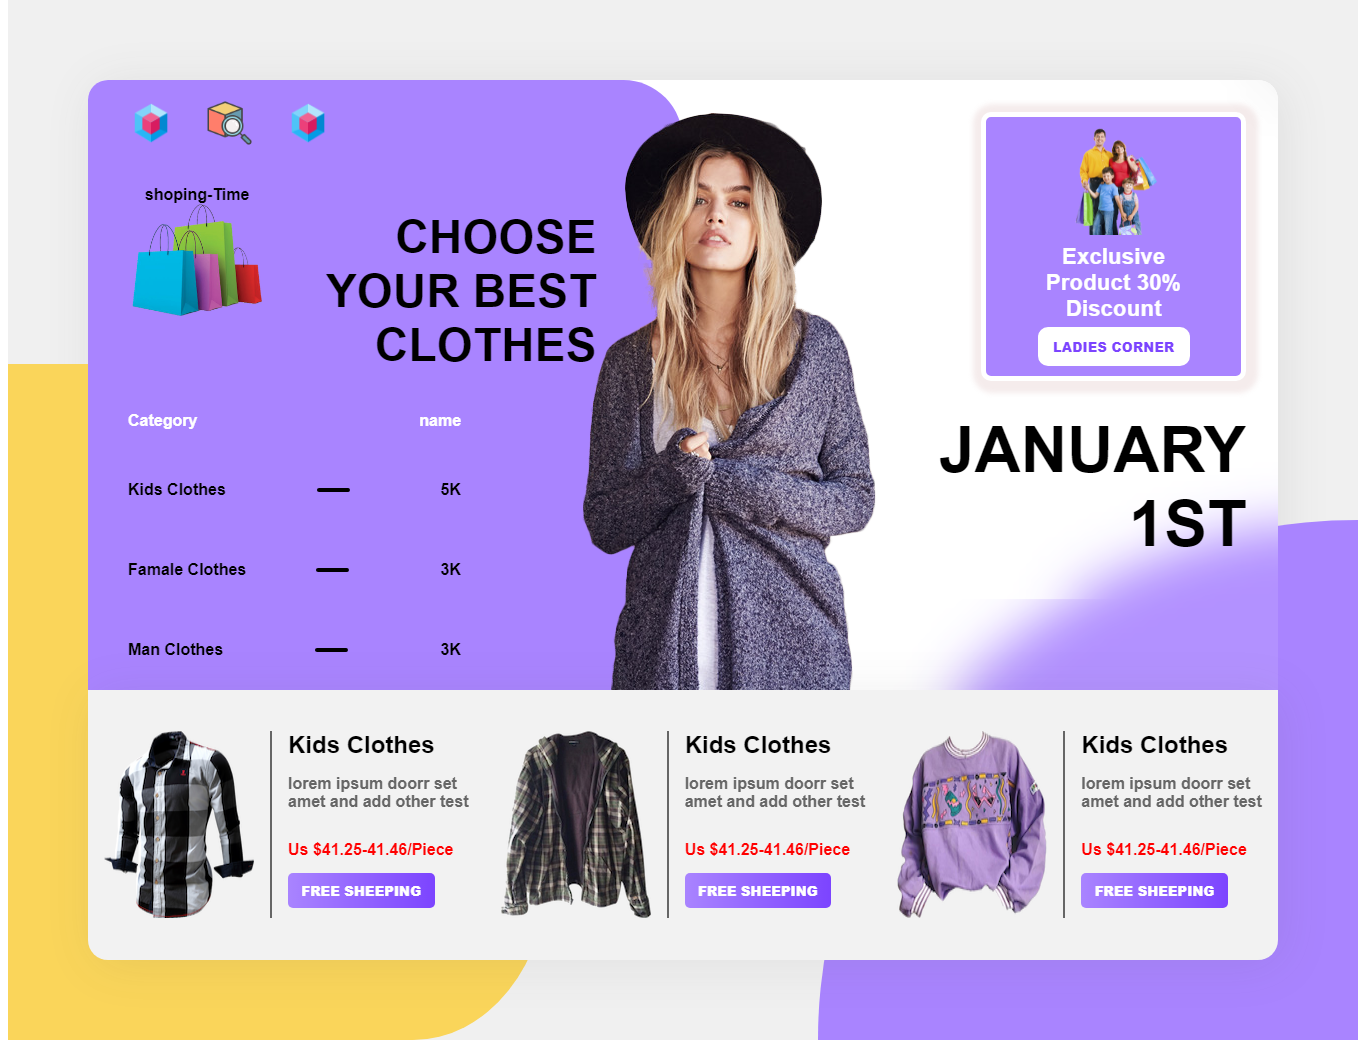 shoping-Time
CHOOSE
YOUR BEST
CLOTHES
Category name
Kids Clothes — 5K
Famale Clothes — 3K
Man Clothes — 3K
Exclusive
Product 30%
Discount
LADIES CORNER
JANUARY
1ST
Kids Clothes
lorem ipsum doorr set
amet and add other test
Us $41.25-41.46/Piece
FREE SHEEPING
Kids Clothes
lorem ipsum doorr set
amet and add other test
Us $41.25-41.46/Piece
FREE SHEEPING
Kids Clothes
lorem ipsum doorr set
amet and add other test
Us $41.25-41.46/Piece
FREE SHEEPING